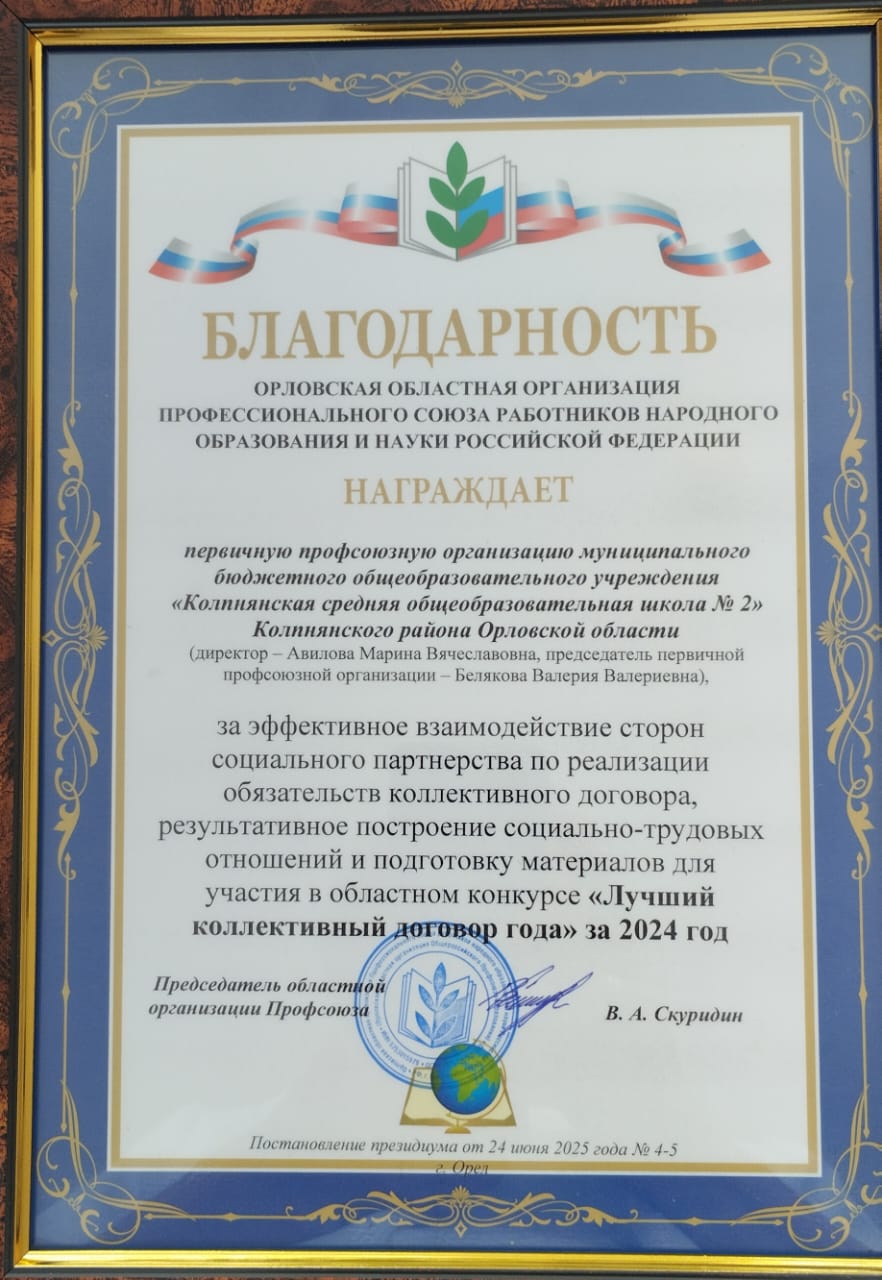 БЛАГОДАРНОСТЬ
ОРЛОВСКАЯ ОБЛАСТНАЯ ОРГАНИЗАЦИЯ
ПРОФЕССИОНАЛЬНОГО СОЮЗА РАБОТНИКОВ НАРОДНОГО
ОБРАЗОВАНИЯ И НАУКИ РОССИЙСКОЙ ФЕДЕРАЦИИ
НАГРАЖДАЕТ
первичную профсоюзную организацию муниципального
бюджетного общеобразовательного учреждения
«Колпнянская средняя общеобразовательная школа № 2»
Колпнянского района Орловской области
(директор – Авилова Марина Вячеславовна, председатель первичной
профсоюзной организации – Белякова Валерия Валериевна),
за эффективное взаимодействие сторон
социального партнерства по реализации
обязательств коллективного договора,
результативное построение социально-трудовых
отношений и подготовку материалов для
участия в областном конкурсе «Лучший
коллективный договор года» за 2024 год
Председатель областной
организации Профсоюза
В. А. Скуридин
Постановление президиума от 24 июня 2025 года № 4-5
г. Орел